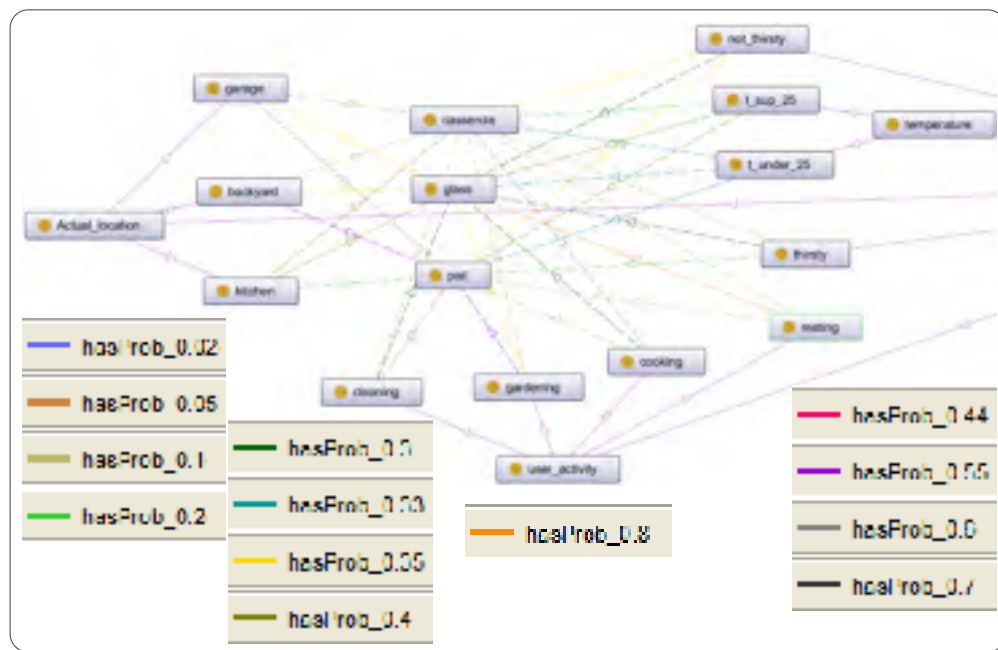 not_thirsty
garage
t_sup_25
casserole
temperature
t_under_25
backyard
glass
Actual_location
thirsty
pail
kitchen
resting
cooking
cleaning
gardening
user_activity
hasProb_0.02
hasProb_0.05
hasProb_0.1
hasProb_0.2
hasProb_0.3
hasProb_0.33
hasProb_0.35
hasProb_0.4
hasProb_0.8
hasProb_0.44
hasProb_0.55
hasProb_0.6
hasProb_0.7